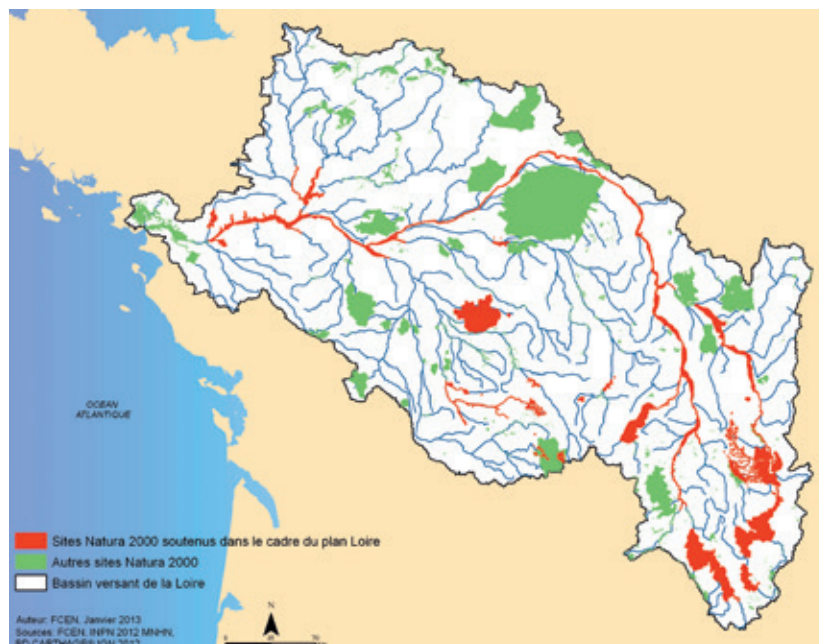 OCEAN
ATLANTIQUE
Sites Natura 2000 soutenus dans le cadre du plan Loire
Autres sites Natura 2000
Bassin versant de la Loire
Auteur: FCEN, Janvier 2013
Sources: FCEN, INPN 2012 MNHN,
N